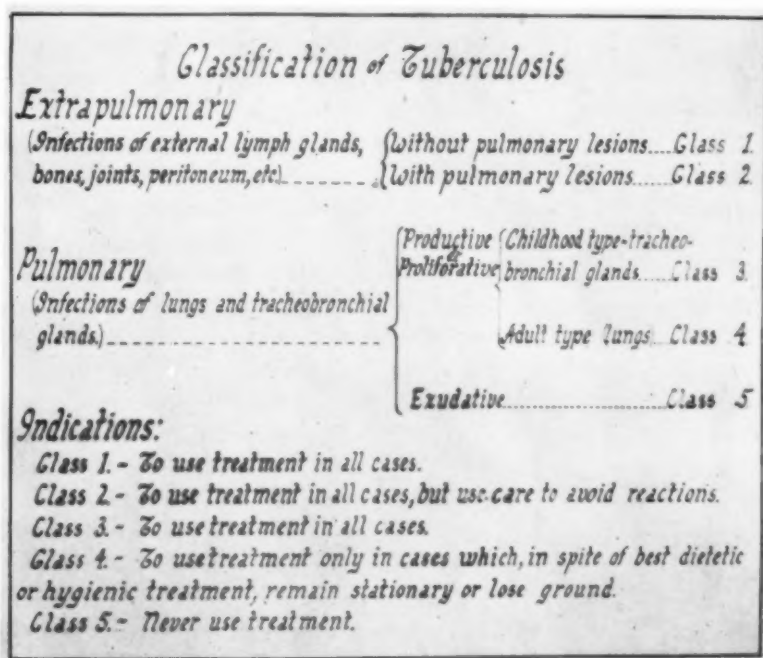 Classification of Tuberculosis
Extrapulmonary
(Infections of external lymph glands, {Without pulmonary lesions....Class 1.
bones, joints, peritoneum, etc)._ _ _ _ _ _ _ _ {With pulmonary lesions.....Class 2.
Productive {Childhood type-tracheo-
&
Pulmonary Proliforative bronchial glands.....Class 3.
(Infections of lungs and tracheobronchial
glands.)_ _ _ _ _ _ _ _ _ _ _ _ _ _ _ _ Adult type (lungs)...Class 4
Exudative....................Class 5
Indications:
Class 1.- To use treatment in all cases.
Class 2.- To use treatment in all cases, but use care to avoid reactions.
Class 3.- To use treatment in all cases.
Class 4.- To use treatment only in cases which, in spite of best dietetic
or hygienic treatment, remain stationary or lose ground.
Class 5.- Never use treatment.